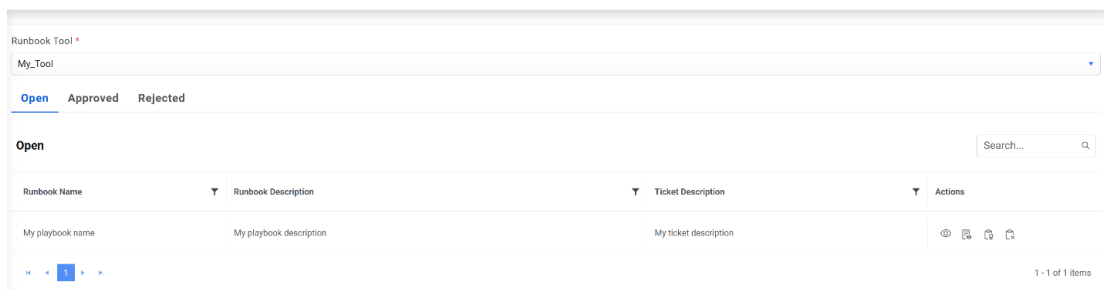 Runbook Tool *
My_Tool
Open Approved Rejected
Open
Search...
Runbook Name Runbook Description Ticket Description Actions
My playbook name My playbook description My ticket description
1
1 - 1 of 1 items